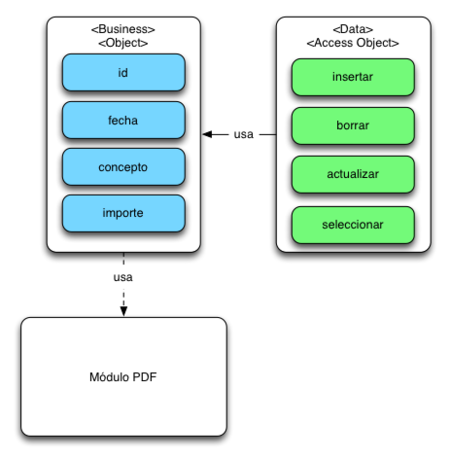 <Business>
<Object>
id
fecha
concepto
importe
<Data>
<Access Object>
insertar
borrar
actualizar
seleccionar
usa
usa
Módulo PDF